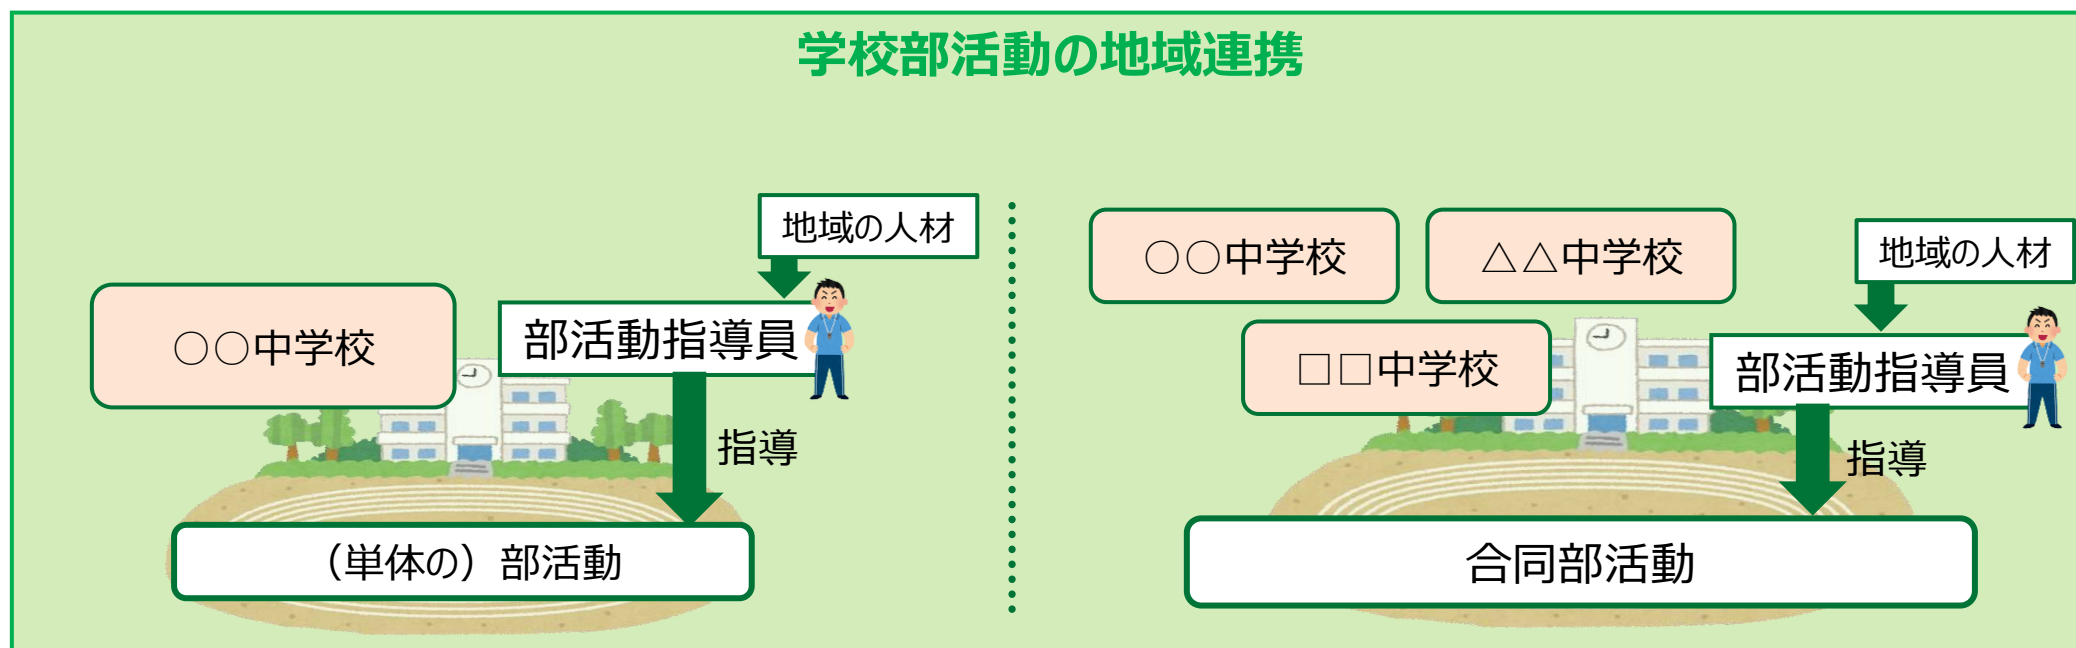 学校部活動の地域連携
地域の人材
○○中学校
部活動指導員
指導
（単体の）部活動
○○中学校
△△中学校
地域の人材
□□中学校
部活動指導員
指導
合同部活動